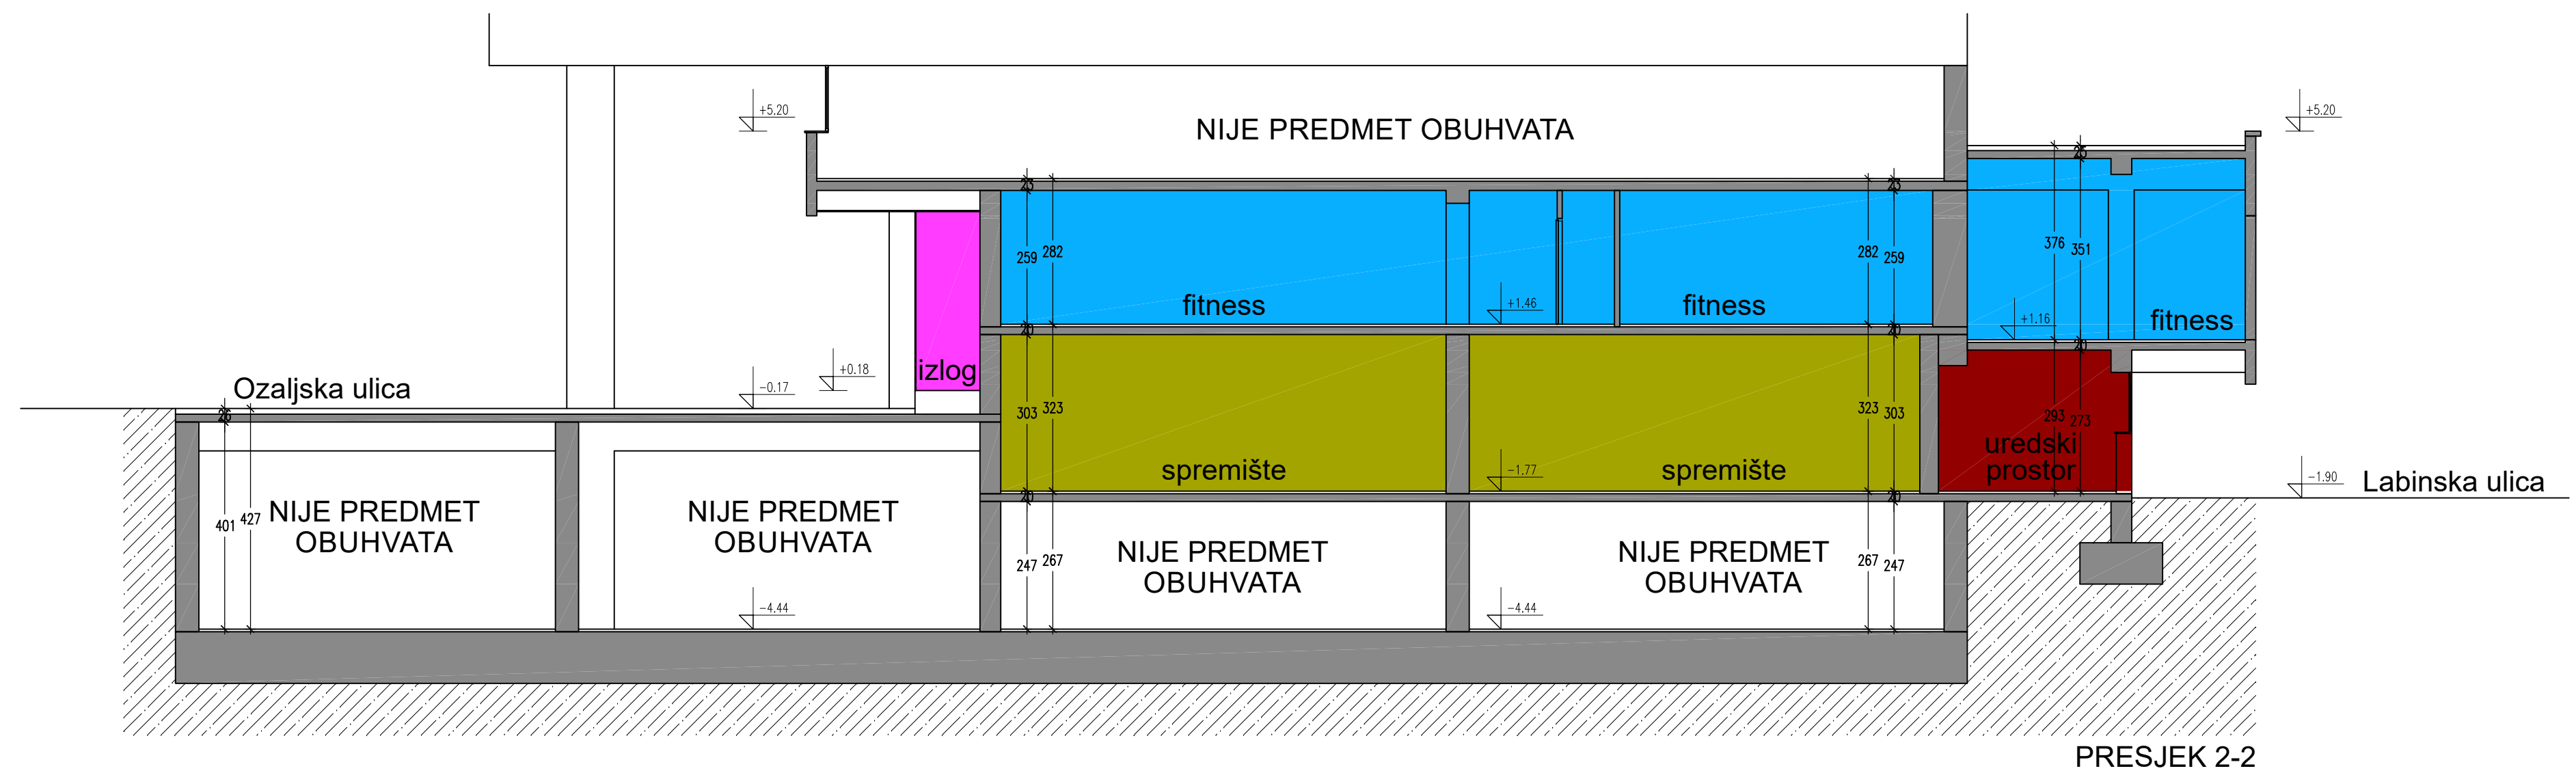 +5.20
+5.20
NIJE PREDMET OBUHVATA
23
23
25
259
282
282
259
376
351
fitness
+1.46
fitness
+1.16
fitness
20
20
20
izlog
+0.18
-0.17
Ozaljska ulica
26
303
323
323
303
293
273
uredski
prostor
spremište
-1.77
spremište
-1.90
Labinska ulica
20
20
401
427
NIJE PREDMET
OBUHVATA
NIJE PREDMET
OBUHVATA
247
267
NIJE PREDMET
OBUHVATA
NIJE PREDMET
OBUHVATA
267
247
-4.44
-4.44
PRESJEK 2-2